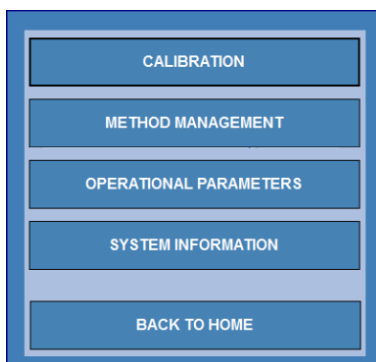 CALIBRATION
METHOD MANAGEMENT
OPERATIONAL PARAMETERS
SYSTEM INFORMATION
BACK TO HOME